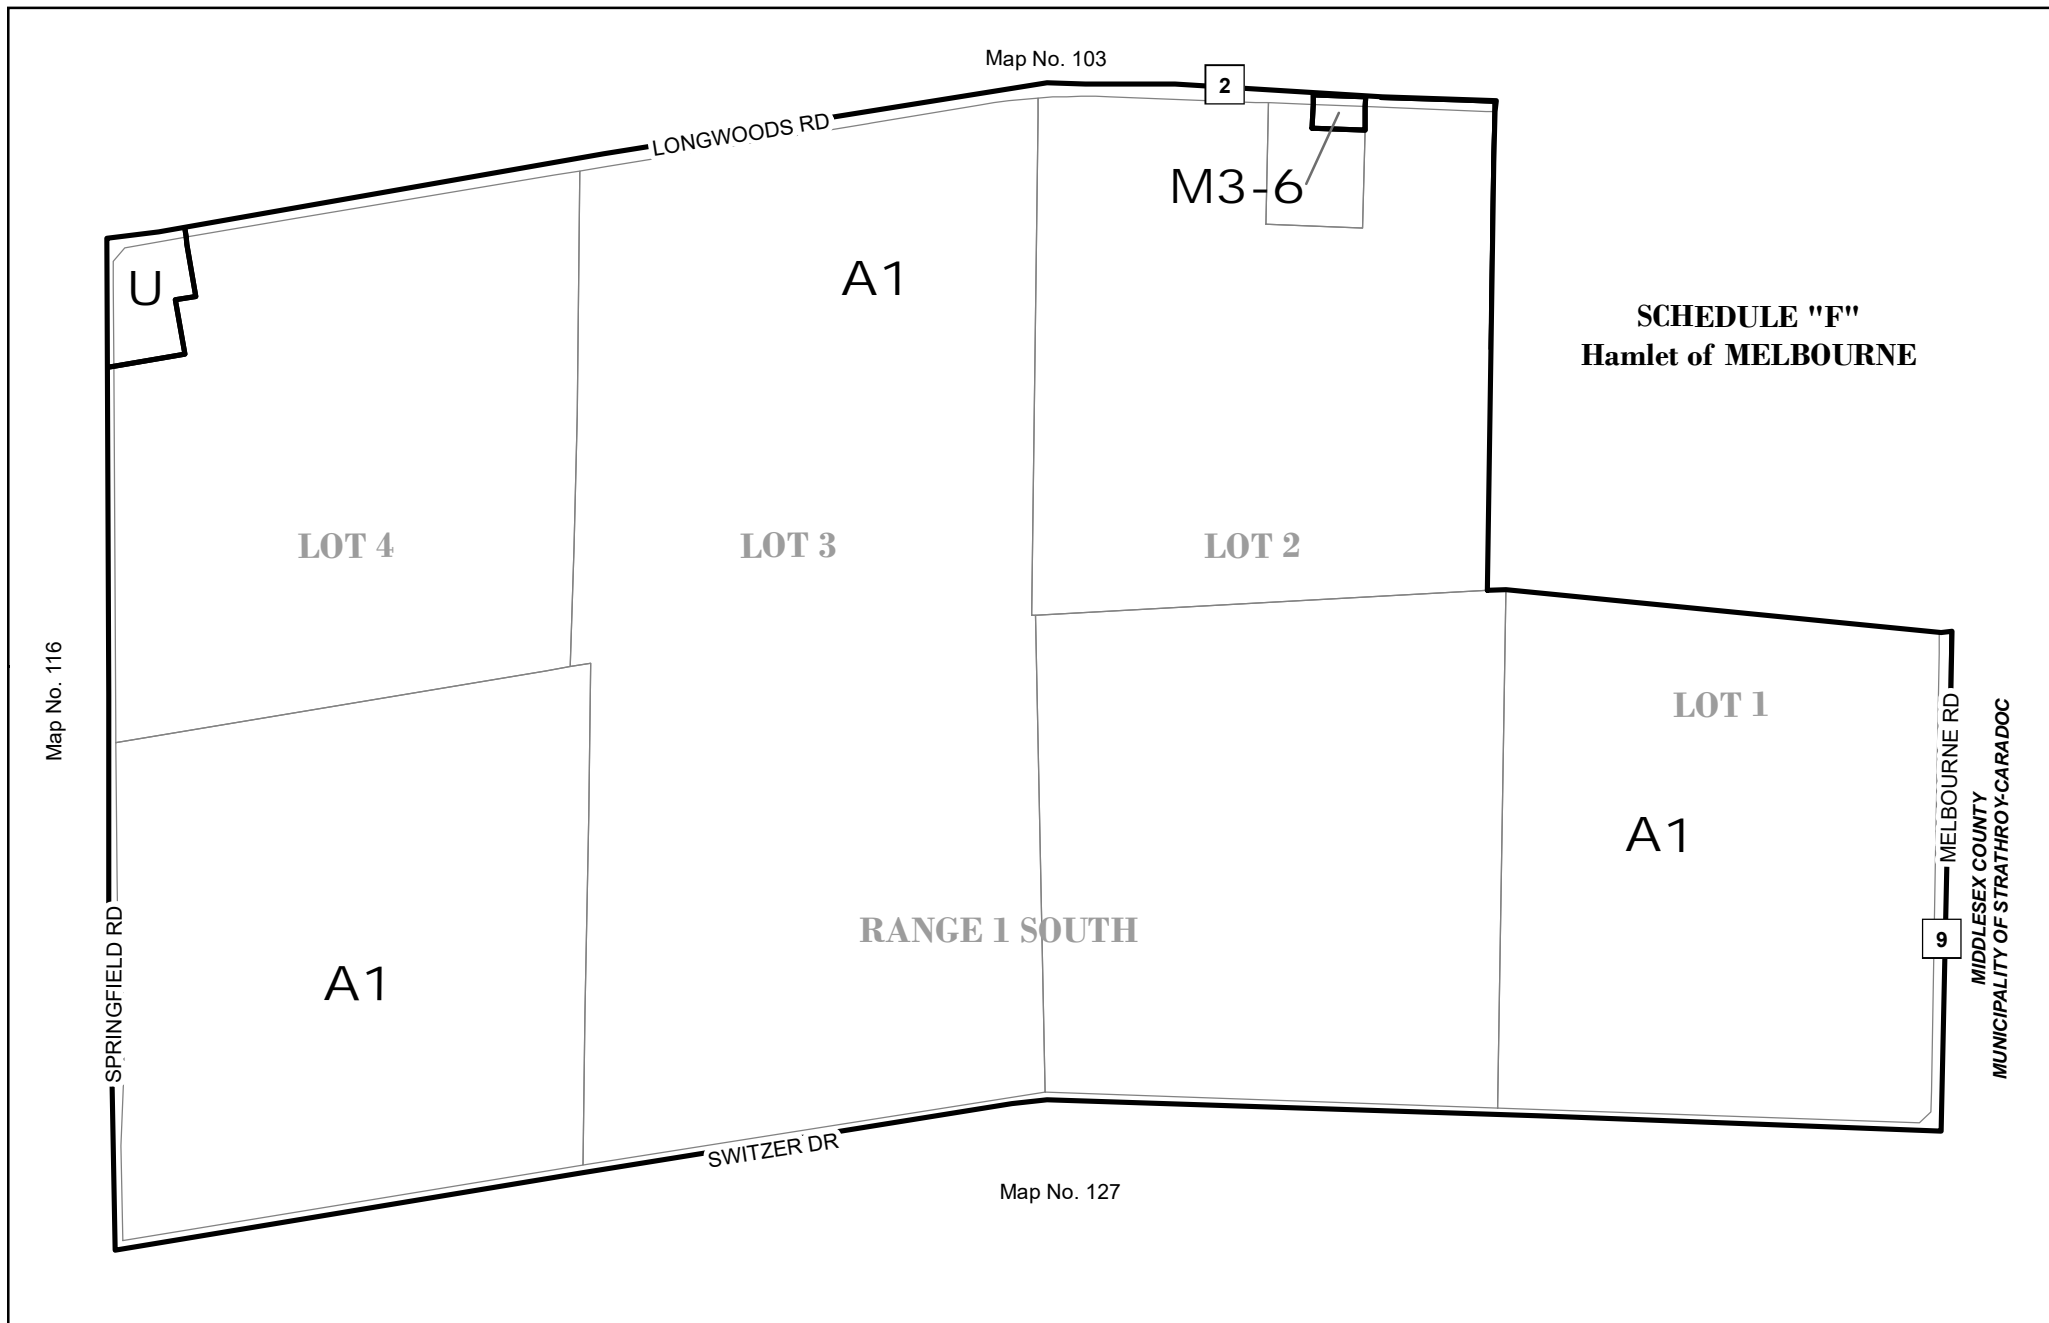 Map No. 103
2
LONGWOODS RD
M3-6
U
A1
SCHEDULE "F"
Hamlet of MELBOURNE
LOT 4
LOT 3
LOT 2
Map No. 116
LOT 1
MELBOURNE RD
MIDDLESEX COUNTY
MUNICIPALITY OF STRATHROY-CARADOC
A1
RANGE 1 SOUTH
9
SPRINGFIELD RD
A1
SWITZER DR
Map No. 127